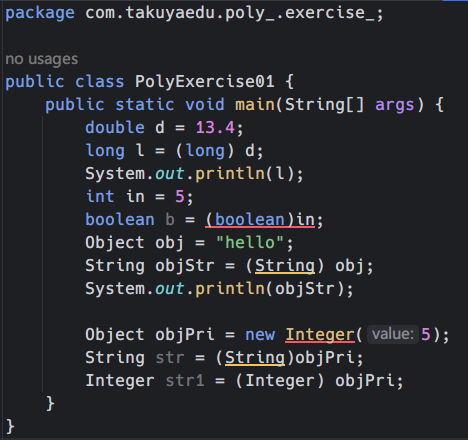 package com.takuyaedu.poly_.exercise_;
no usages
public class PolyExercise01 {
public static void main(String[] args) {
double d = 13.4;
long l = (long) d;
System.out.println(l);
int in = 5;
boolean b = (boolean)in;
Object obj = "hello";
String objStr = (String) obj;
System.out.println(objStr);
Object objPri = new Integer( value: 5);
String str = (String)objPri;
Integer str1 = (Integer) objPri;
}
}